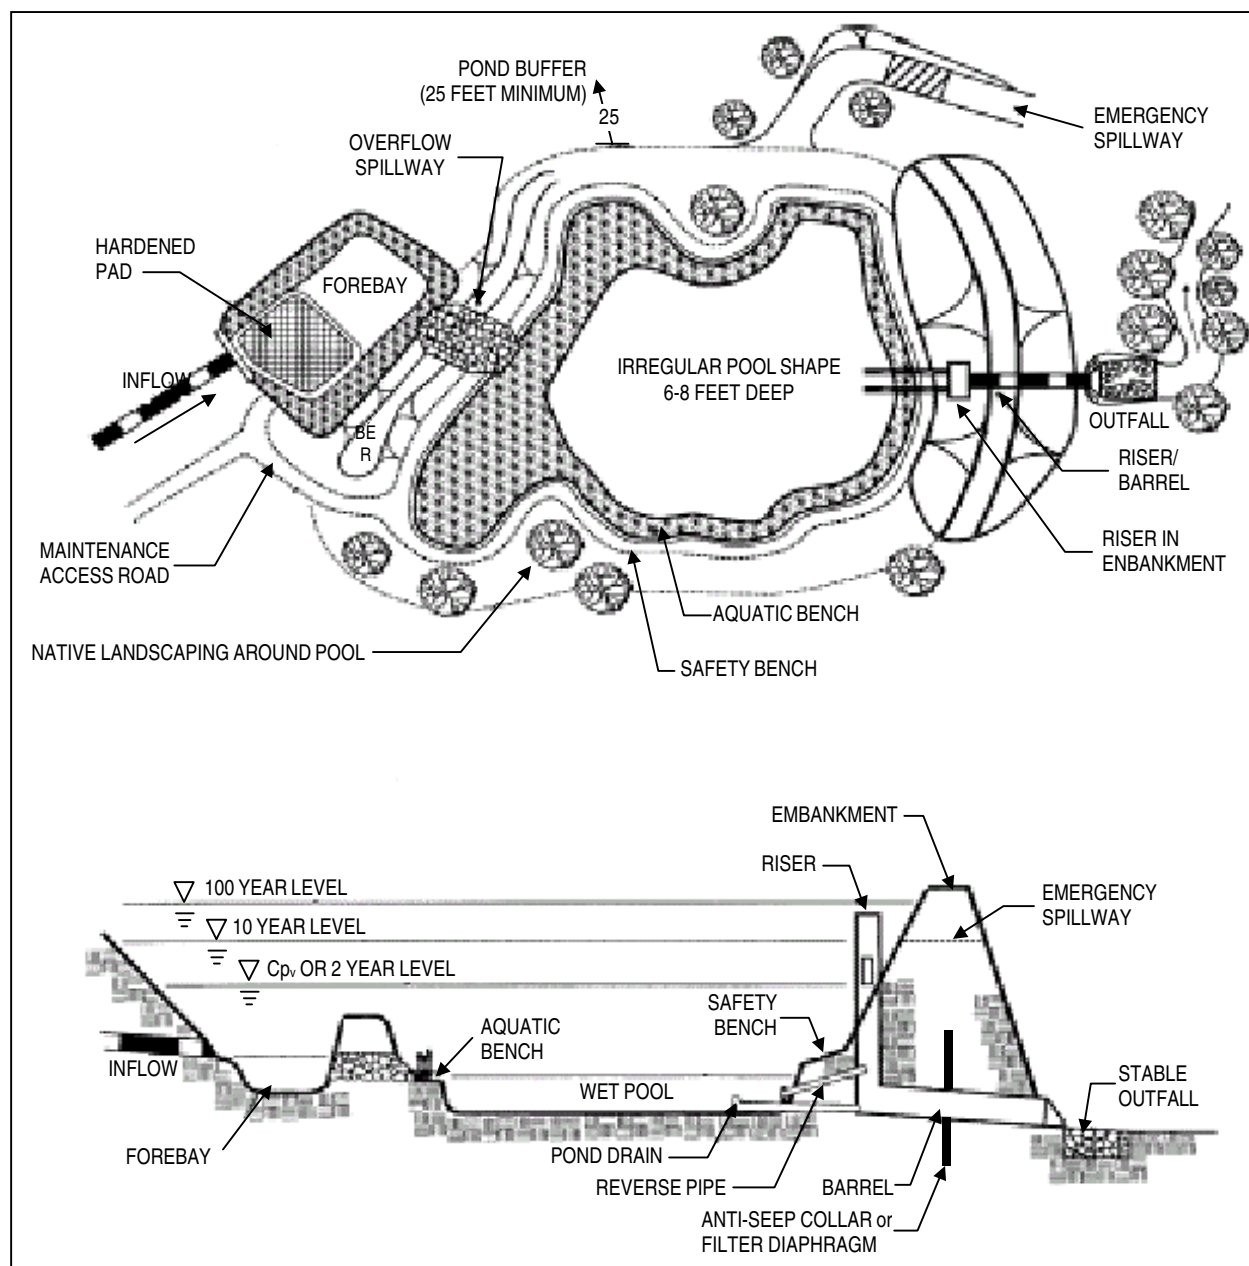 POND BUFFER
(25 FEET MINIMUM)
25
OVERFLOW
SPILLWAY
EMERGENCY
SPILLWAY
HARDENED
PAD
FOREBAY
INFLOW
IRREGULAR POOL SHAPE
6-8 FEET DEEP
BE
R
OUTFALL
RISER/
BARREL
RISER IN
ENBANKMENT
MAINTENANCE
ACCESS ROAD
AQUATIC BENCH
NATIVE LANDSCAPING AROUND POOL
SAFETY BENCH
EMBANKMENT
RISER
100 YEAR LEVEL
EMERGENCY
SPILLWAY
10 YEAR LEVEL
Cpv OR 2 YEAR LEVEL
SAFETY
BENCH
AQUATIC
BENCH
INFLOW
WET POOL
STABLE
OUTFALL
FOREBAY
POND DRAIN
REVERSE PIPE
BARREL
ANTI-SEEP COLLAR or
FILTER DIAPHRAGM